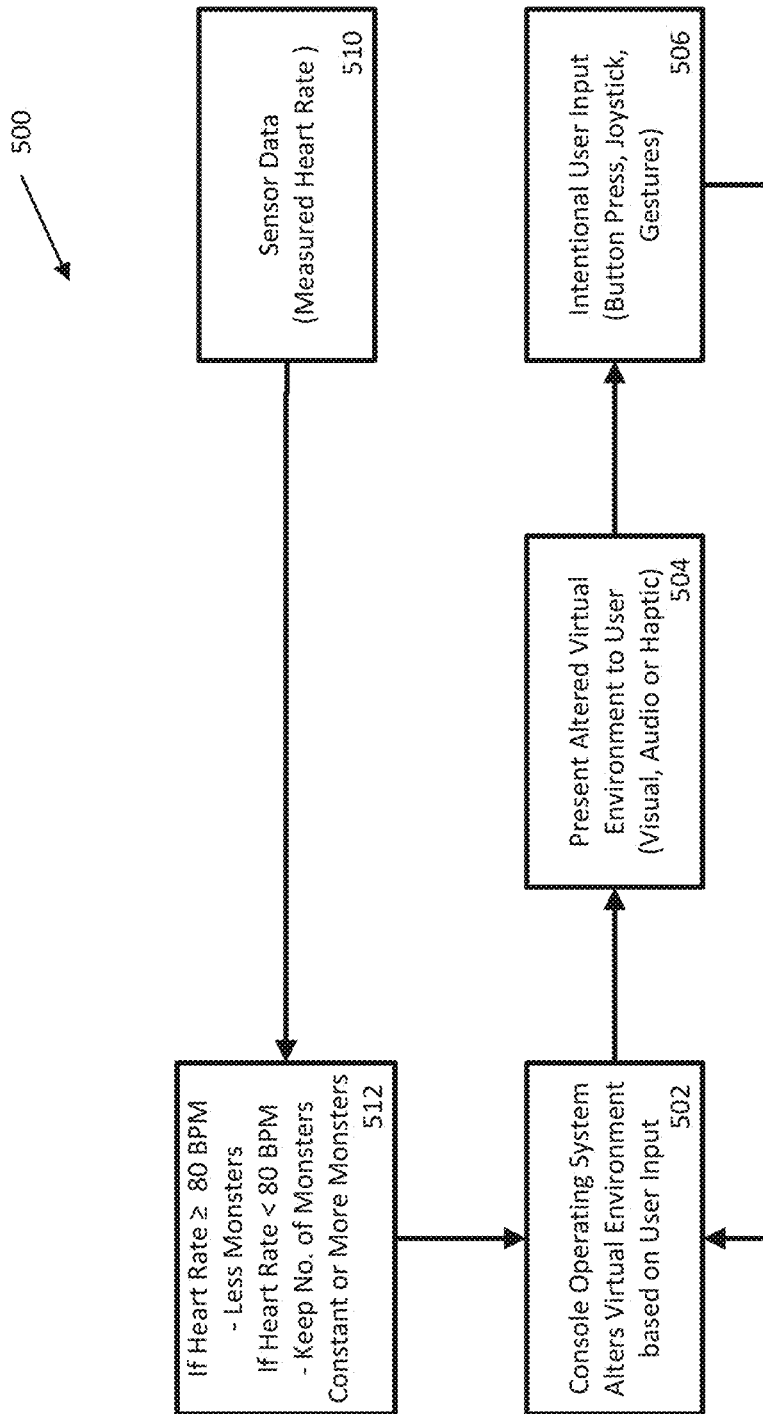 500
If Heart Rate ≥ 80 BPM
- Less Monsters
If Heart Rate < 80 BPM
- Keep No. of Monsters
Constant or More Monsters
512
Sensor Data
(Measured Heart Rate )
510
Console Operating System
Alters Virtual Environment
based on User Input
502
Present Altered Virtual
Environment to User
(Visual, Audio or Haptic)
504
Intentional User Input
(Button Press, Joystick,
Gestures)
506